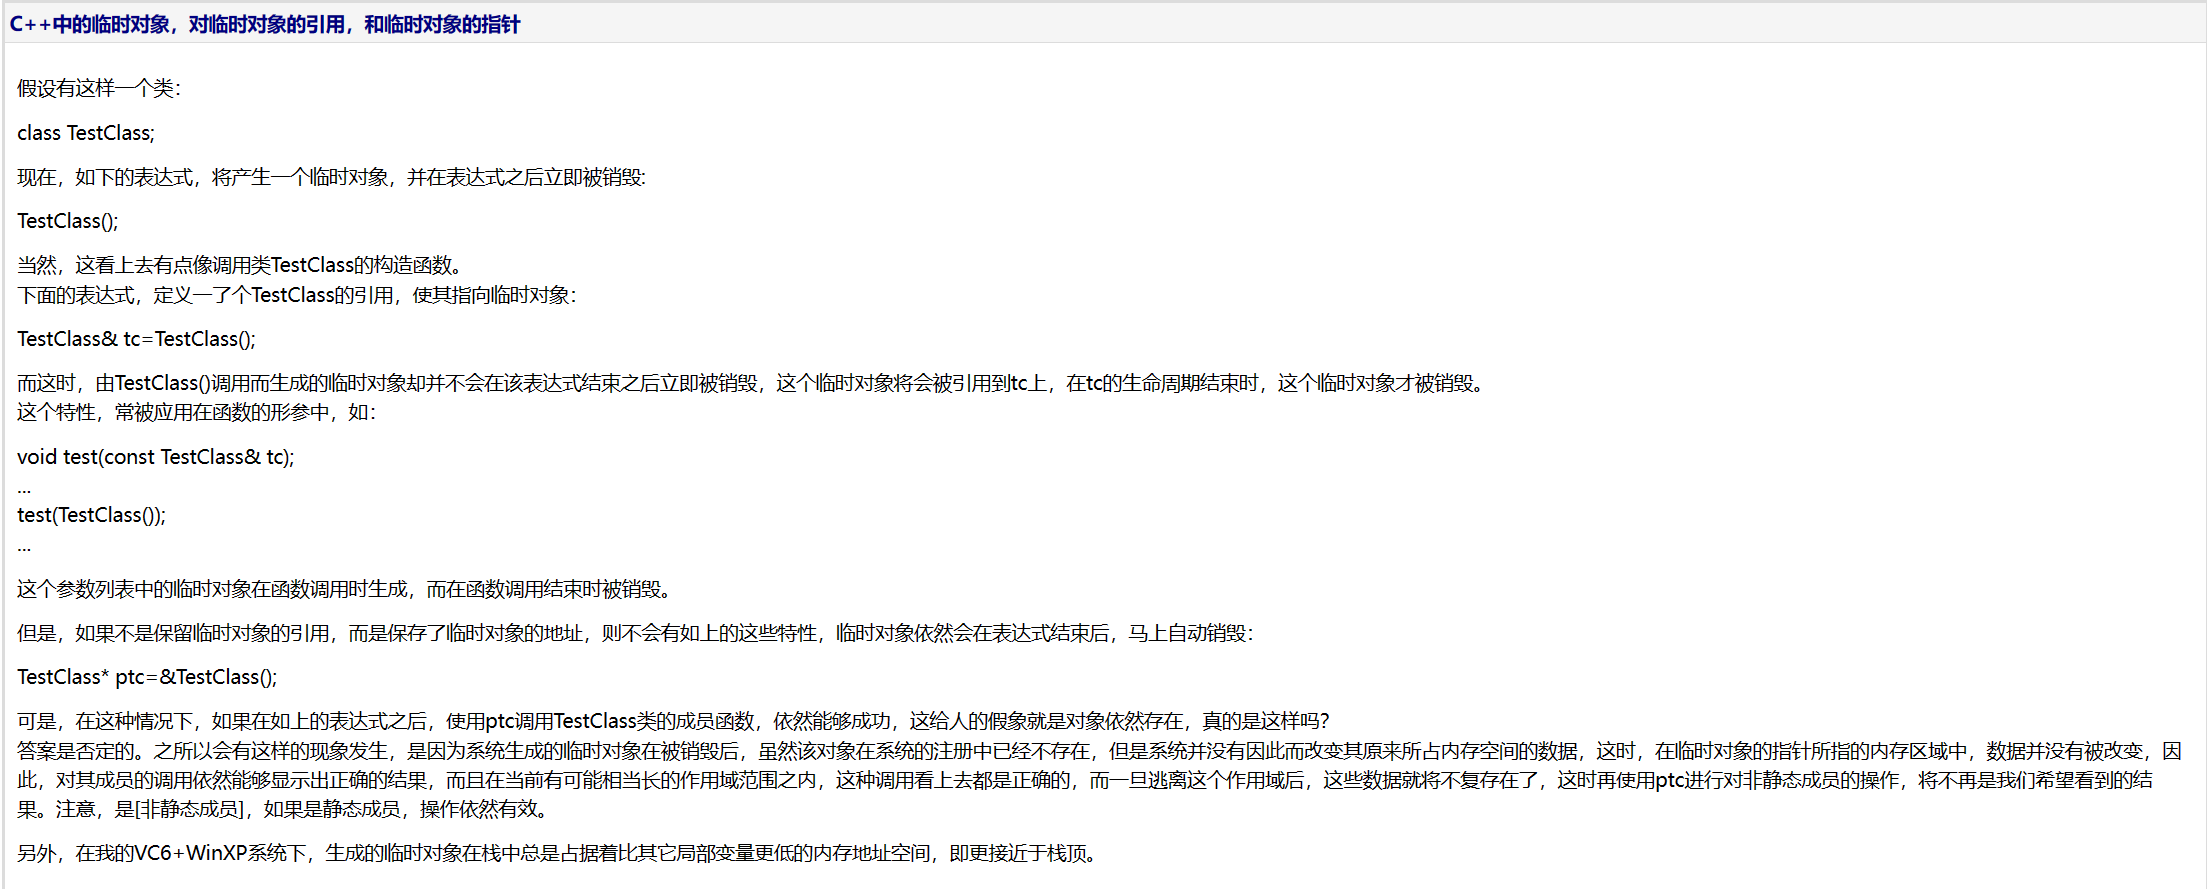 C++中的临时对象，对临时对象的引用，和临时对象的指针
假设有这样一个类：
class TestClass;
现在，如下的表达式，将产生一个临时对象，并在表达式之后立即被销毁:
TestClass();
当然，这看上去有点像调用类TestClass的构造函数。
下面的表达式，定义一了个TestClass的引用，使其指向临时对象：
TestClass& tc=TestClass();
而这时，由TestClass()调用而生成的临时对象却并不会在该表达式结束之后立即被销毁，这个临时对象将会被引用到tc上，在tc的生命周期结束时，这个临时对象才被销毁。
这个特性，常被应用在函数的形参中，如：
void test(const TestClass& tc);
...
test(TestClass());
...
这个参数列表中的临时对象在函数调用时生成，而在函数调用结束时被销毁。
但是，如果不是保留临时对象的引用，而是保存了临时对象的地址，则不会有如上的这些特性，临时对象依然会在表达式结束后，马上自动销毁：
TestClass* ptc=&TestClass();
可是，在这种情况下，如果在如上的表达式之后，使用ptc调用TestClass类的成员函数，依然能够成功，这给人的假象就是对象依然存在，真的是这样吗？
答案是否定的。之所以会有这样的现象发生，是因为系统生成的临时对象在被销毁后，虽然该对象在系统的注册中已经不存在，但是系统并没有因此而改变其原来所占内存空间的数据，这时，在临时对象的指针所指的内存区域中，数据并没有被改变，因
此，对其成员的调用依然能够显示出正确的结果，而且在当前有可能相当长的作用域范围之内，这种调用看上去都是正确的，而一旦逃离这个作用域后，这些数据就将不复存在了，这时再使用ptc进行对非静态成员的操作，将不再是我们希望看到的结
果。注意，是[非静态成员]，如果是静态成员，操作依然有效。
另外，在我的VC6+WinXP系统下，生成的临时对象在栈中总是占据着比其它局部变量更低的内存地址空间，即更接近于栈顶。